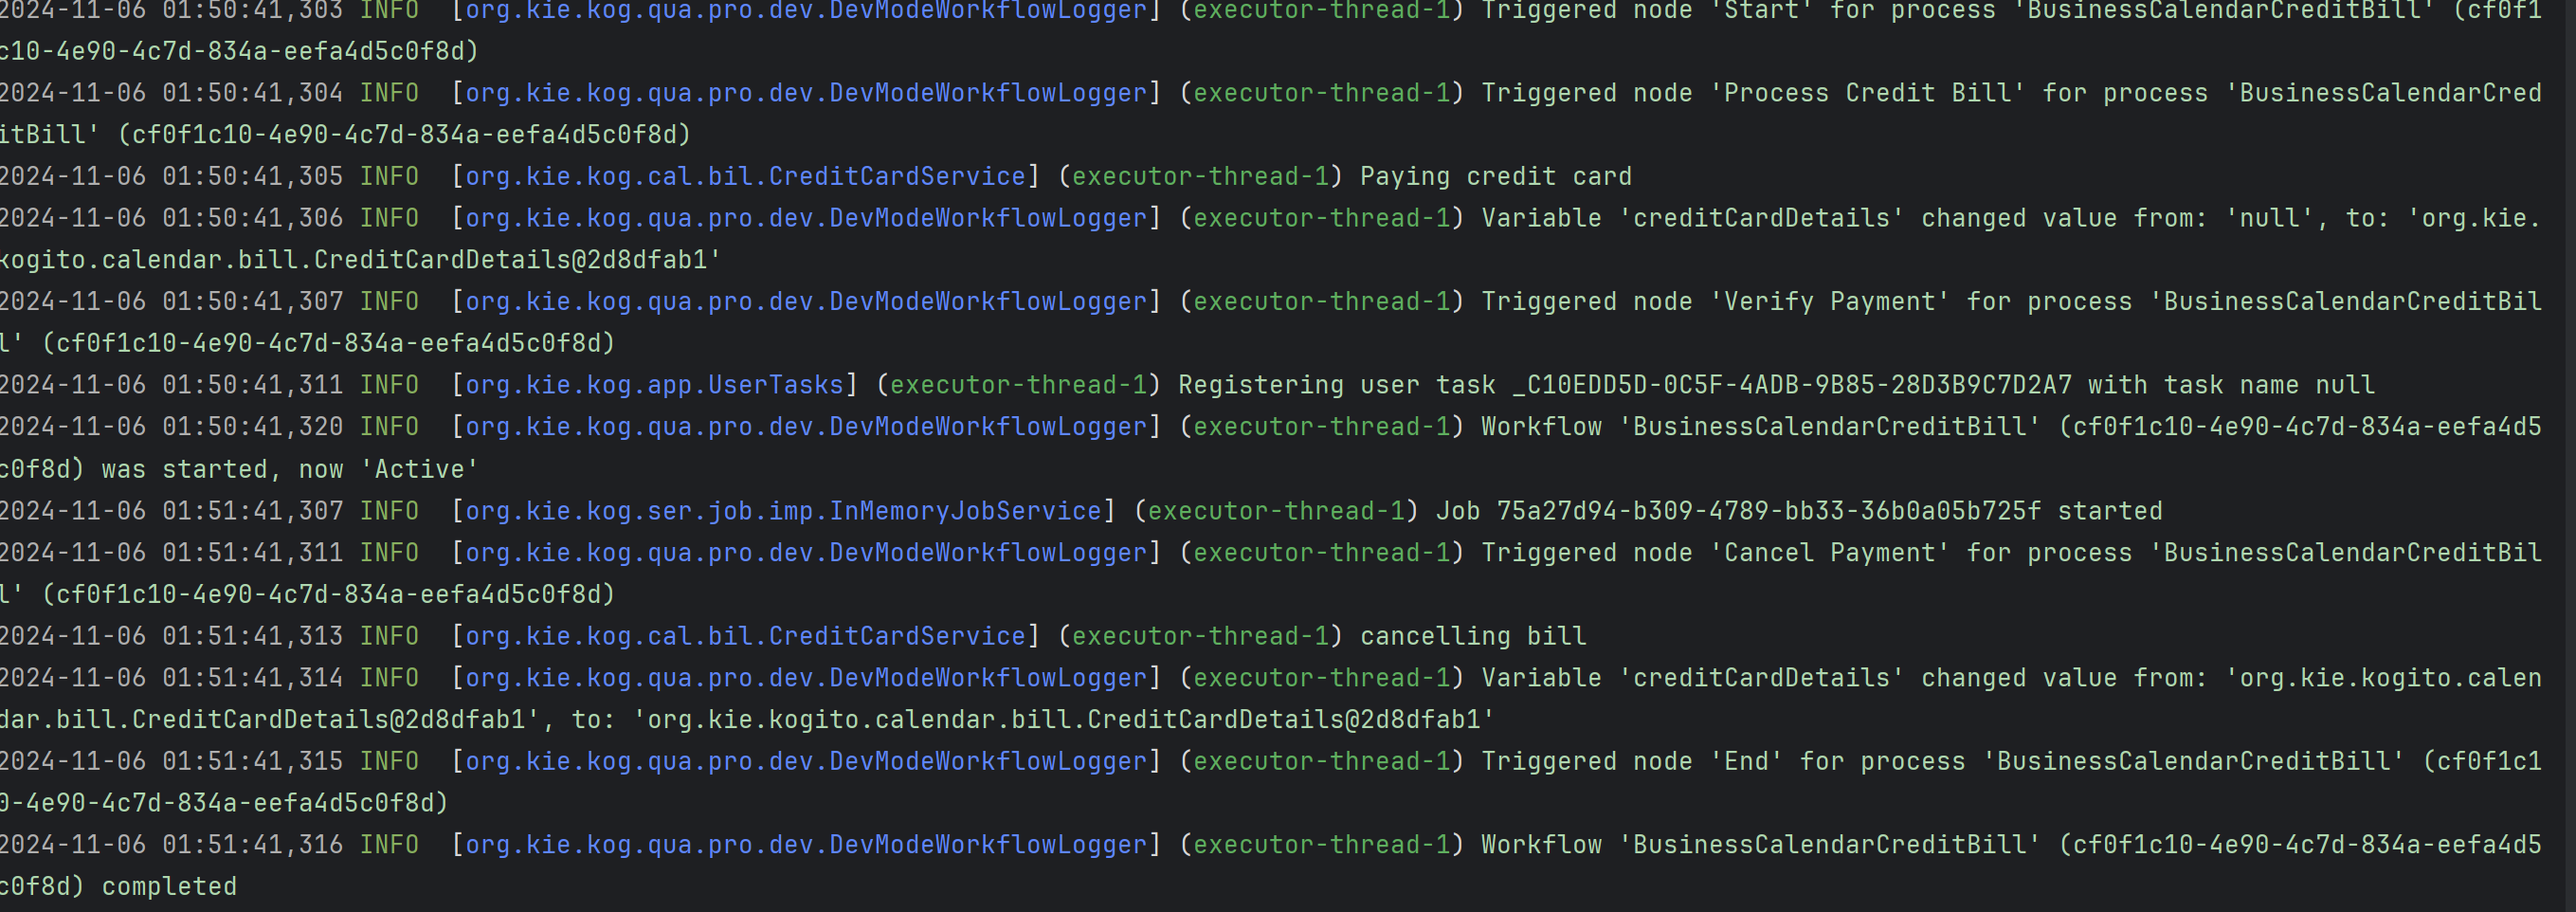 2024-11-06 01:50:41,303 INFO  [org.kie.kog.qua.pro.dev.DevModeWorkflowLogger] (executor-thread-1) Triggered node 'Start' for process 'BusinessCalendarCreditBill' (cf0f1
c10-4e90-4c7d-834a-eefa4d5c0f8d)
2024-11-06 01:50:41,304 INFO  [org.kie.kog.qua.pro.dev.DevModeWorkflowLogger] (executor-thread-1) Triggered node 'Process Credit Bill' for process 'BusinessCalendarCred
itBill' (cf0f1c10-4e90-4c7d-834a-eefa4d5c0f8d)
2024-11-06 01:50:41,305 INFO  [org.kie.kog.cal.bil.CreditCardService] (executor-thread-1) Paying credit card
2024-11-06 01:50:41,306 INFO  [org.kie.kog.qua.pro.dev.DevModeWorkflowLogger] (executor-thread-1) Variable 'creditCardDetails' changed value from: 'null', to: 'org.kie.
kogito.calendar.bill.CreditCardDetails@2d8dfab1'
2024-11-06 01:50:41,307 INFO  [org.kie.kog.qua.pro.dev.DevModeWorkflowLogger] (executor-thread-1) Triggered node 'Verify Payment' for process 'BusinessCalendarCreditBil
l' (cf0f1c10-4e90-4c7d-834a-eefa4d5c0f8d)
2024-11-06 01:50:41,311 INFO  [org.kie.kog.app.UserTasks] (executor-thread-1) Registering user task _C10EDD5D-0C5F-4ADB-9B85-28D3B9C7D2A7 with task name null
2024-11-06 01:50:41,320 INFO  [org.kie.kog.qua.pro.dev.DevModeWorkflowLogger] (executor-thread-1) Workflow 'BusinessCalendarCreditBill' (cf0f1c10-4e90-4c7d-834a-eefa4d5
c0f8d) was started, now 'Active'
2024-11-06 01:51:41,307 INFO  [org.kie.kog.ser.job.imp.InMemoryJobService] (executor-thread-1) Job 75a27d94-b309-4789-bb33-36b0a05b725f started
2024-11-06 01:51:41,311 INFO  [org.kie.kog.qua.pro.dev.DevModeWorkflowLogger] (executor-thread-1) Triggered node 'Cancel Payment' for process 'BusinessCalendarCreditBil
l' (cf0f1c10-4e90-4c7d-834a-eefa4d5c0f8d)
2024-11-06 01:51:41,313 INFO  [org.kie.kog.cal.bil.CreditCardService] (executor-thread-1) cancelling bill
2024-11-06 01:51:41,314 INFO  [org.kie.kog.qua.pro.dev.DevModeWorkflowLogger] (executor-thread-1) Variable 'creditCardDetails' changed value from: 'org.kie.kogito.calen
dar.bill.CreditCardDetails@2d8dfab1', to: 'org.kie.kogito.calendar.bill.CreditCardDetails@2d8dfab1'
2024-11-06 01:51:41,315 INFO  [org.kie.kog.qua.pro.dev.DevModeWorkflowLogger] (executor-thread-1) Triggered node 'End' for process 'BusinessCalendarCreditBill' (cf0f1c1
0-4e90-4c7d-834a-eefa4d5c0f8d)
2024-11-06 01:51:41,316 INFO  [org.kie.kog.qua.pro.dev.DevModeWorkflowLogger] (executor-thread-1) Workflow 'BusinessCalendarCreditBill' (cf0f1c10-4e90-4c7d-834a-eefa4d5
c0f8d) completed